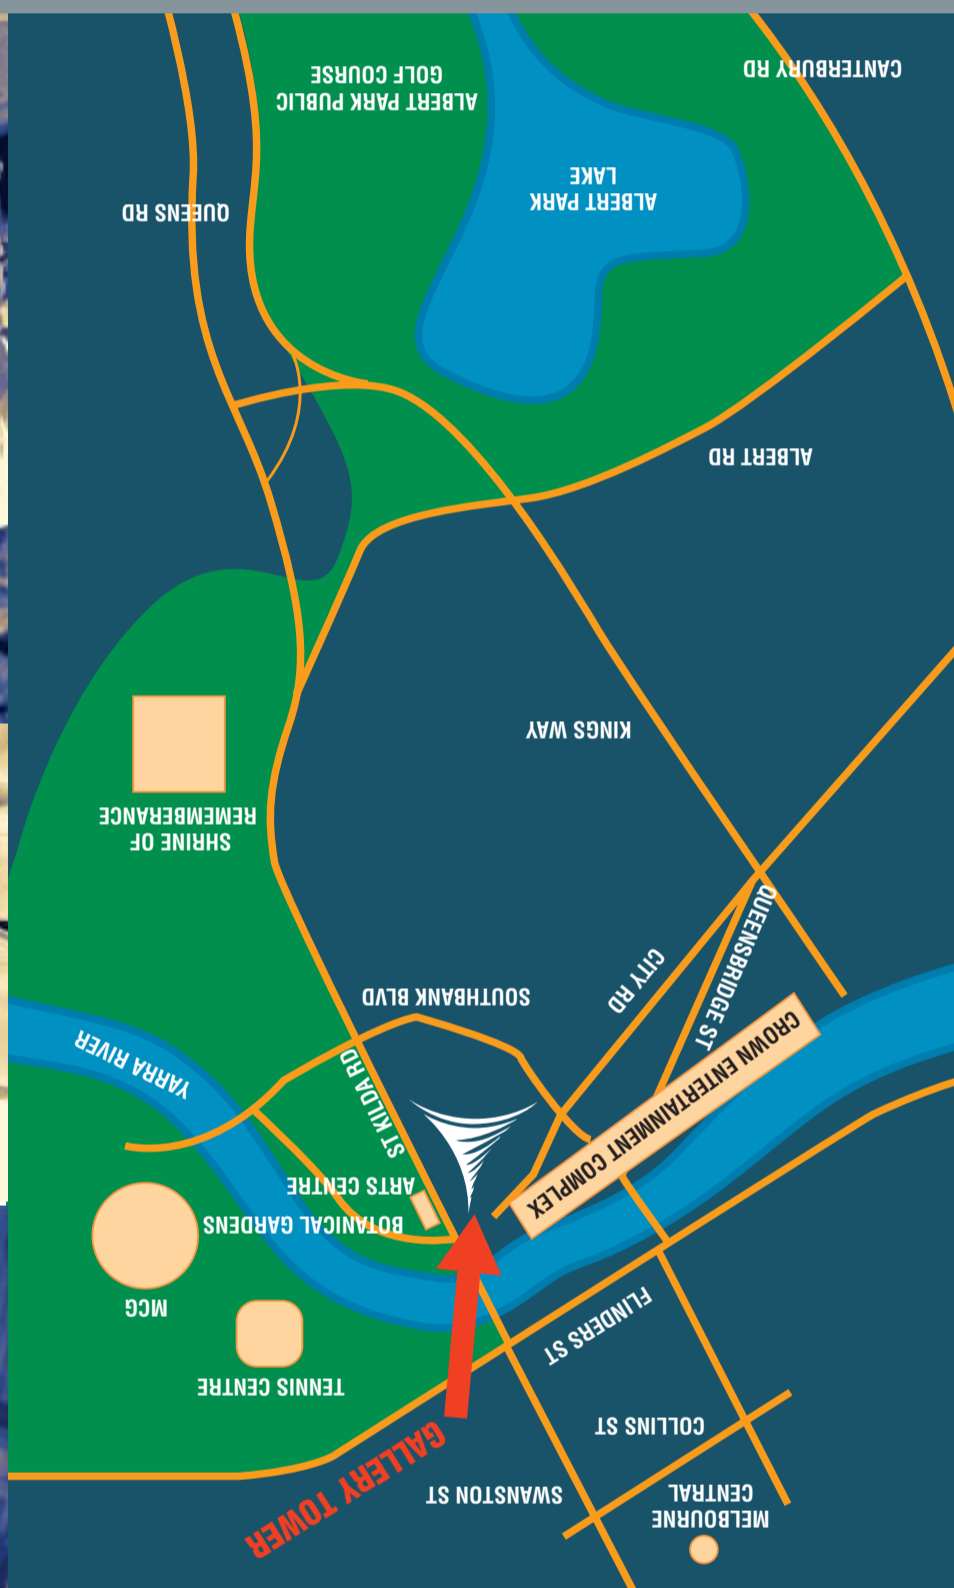 MELBOURNE
CENTRAL
SWANSTON ST
GALLERY TOWER
COLLINS ST
TENNIS CENTRE
FLINDERS ST
MCG
BOTANICAL GARDENS
ARTS CENTRE
CROWN ENTERTAINMENT COMPLEX
ST KILDA RD
YARRA RIVER
SOUTHBANK BLVD
CITY RD
QUEENSBRIDGE ST
SHRINE OF
REMEMBERANCE
KINGS WAY
ALBERT RD
QUEENS RD
ALBERT PARK
LAKE
ALBERT PARK PUBLIC
GOLF COURSE
CANTERBURY RD